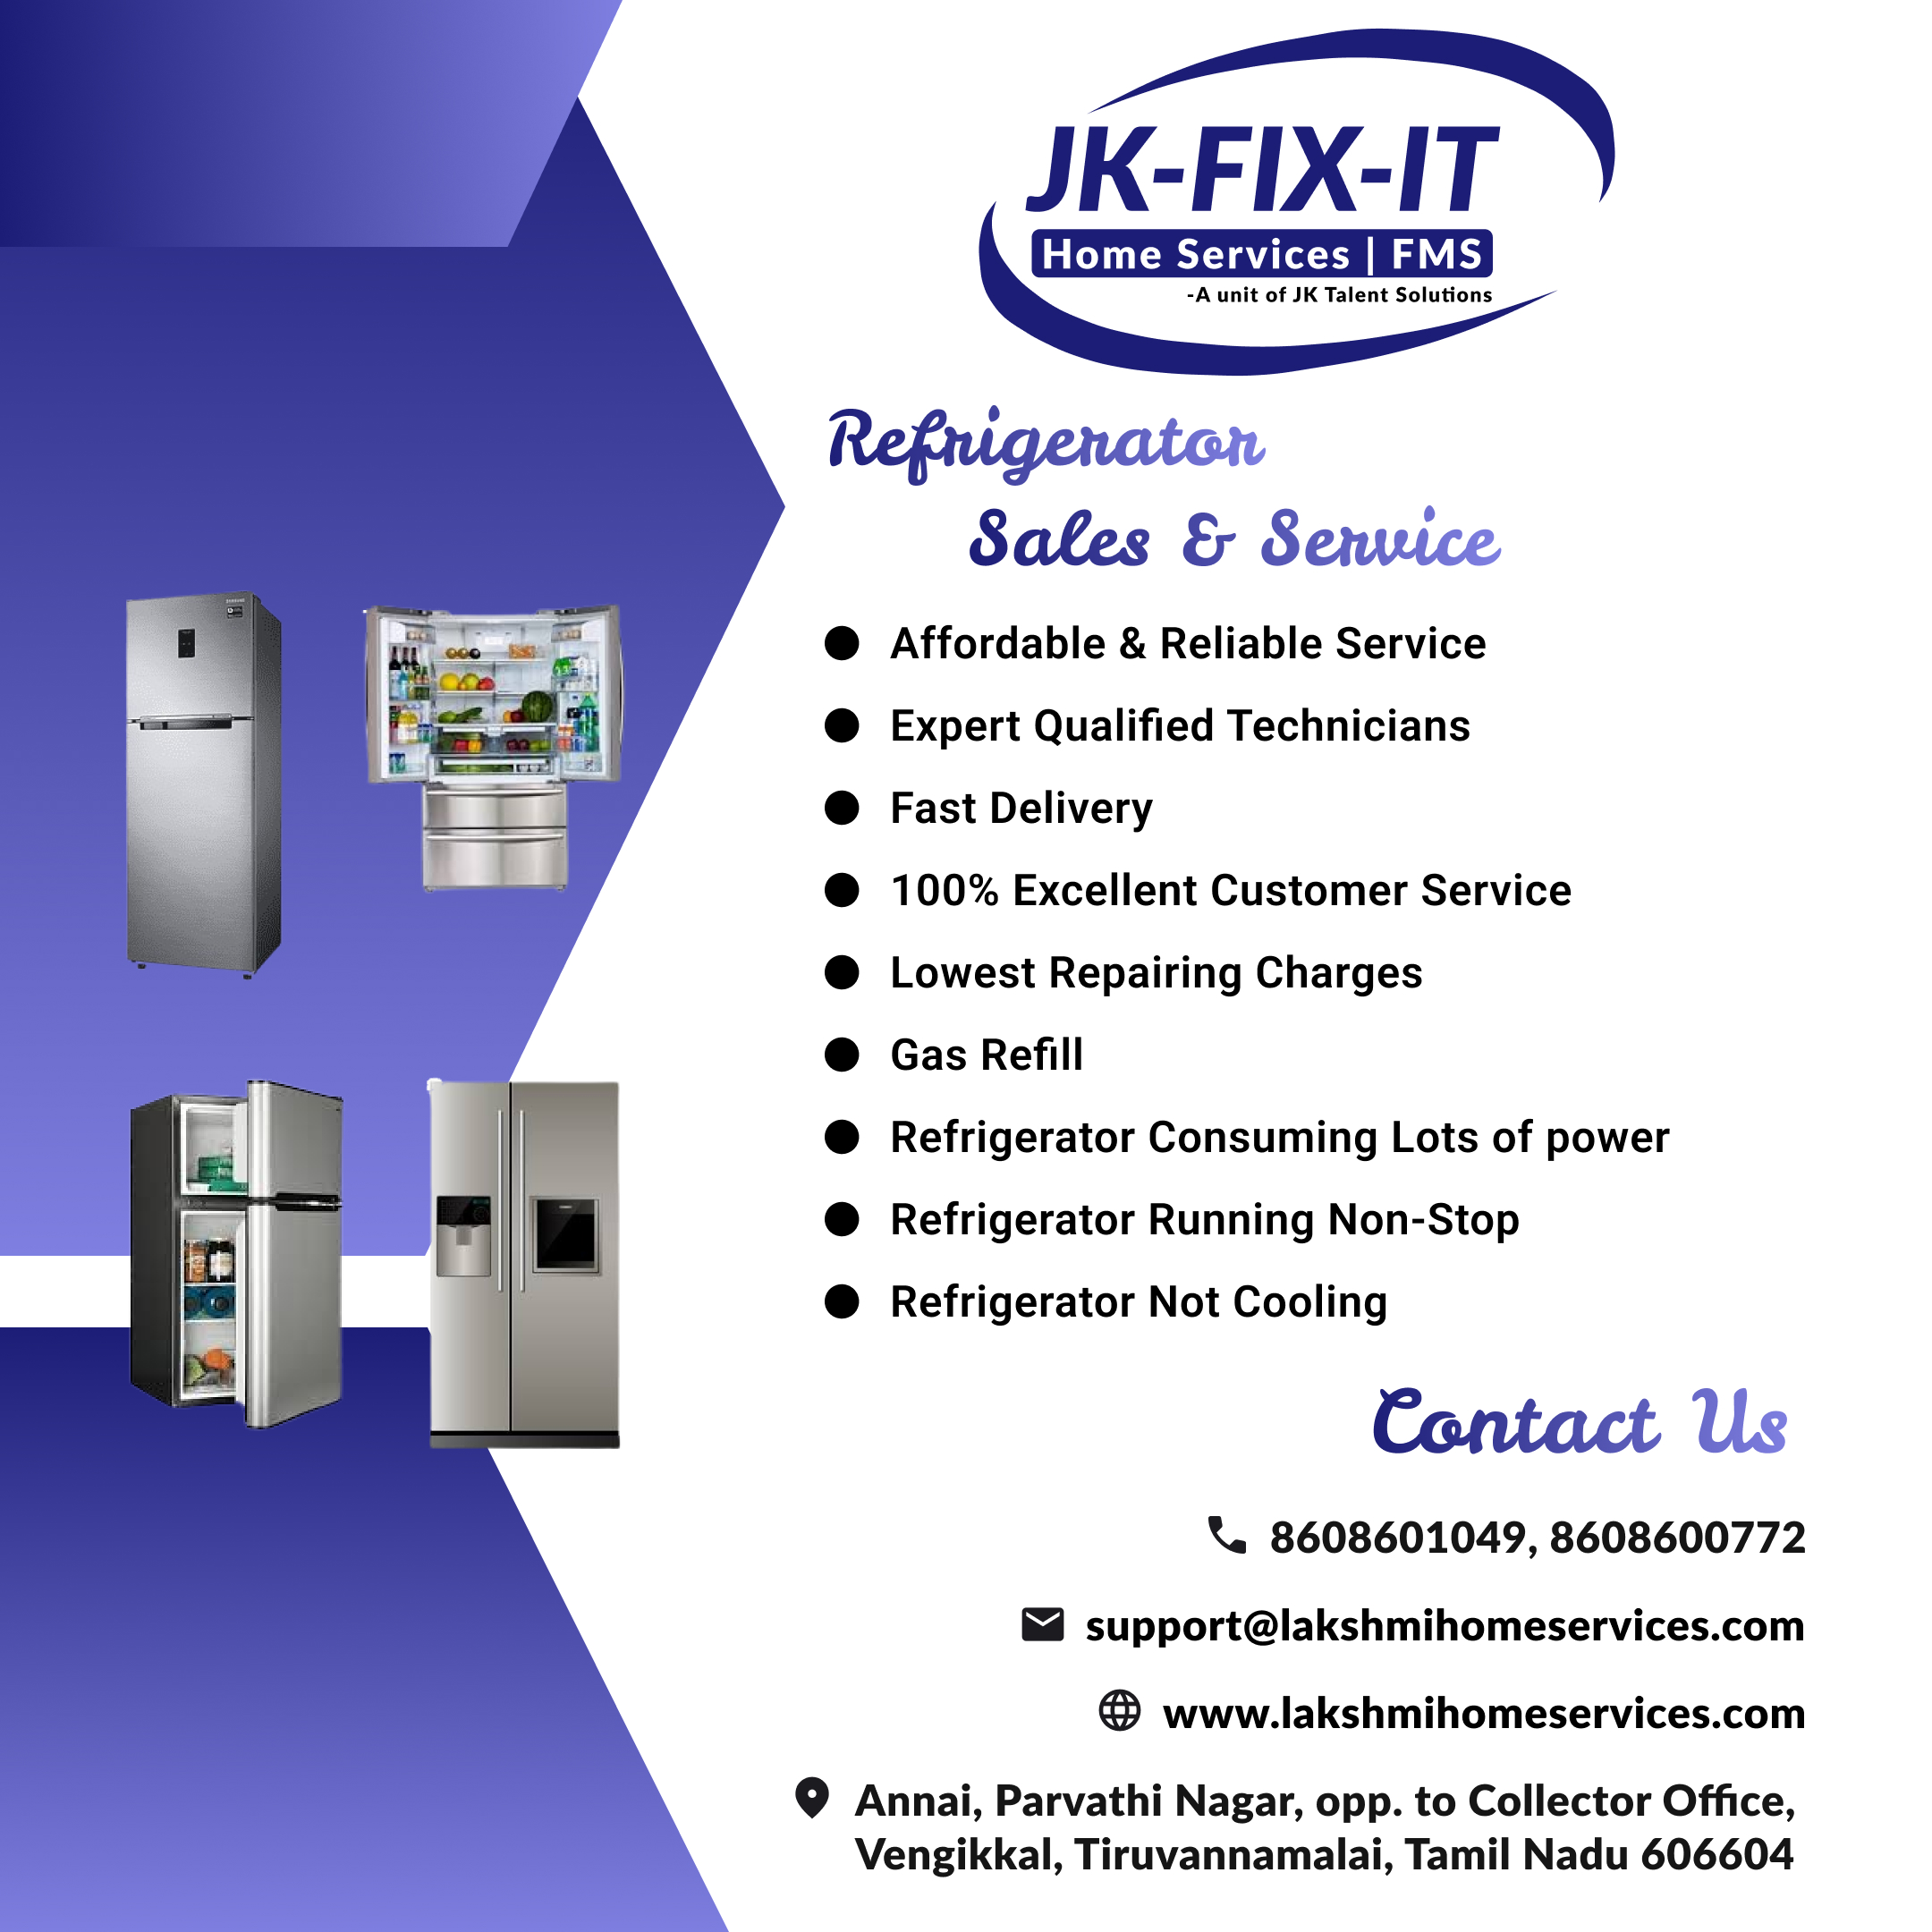 JK-FIX-IT
Home Services | FMS
-A unit of JK Talent Solutions
Refrigerator
Sales & Service
● Affordable & Reliable Service
● Expert Qualified Technicians
● Fast Delivery
● 100% Excellent Customer Service
● Lowest Repairing Charges
● Gas Refill
● Refrigerator Consuming Lots of power
● Refrigerator Running Non-Stop
● Refrigerator Not Cooling
Contact Us
8608601049, 8608600772
support@lakshmihomeservices.com
www.lakshmihomeservices.com
Annai, Parvathi Nagar, opp. to Collector Office,
Vengikkal, Tiruvannamalai, Tamil Nadu 606604